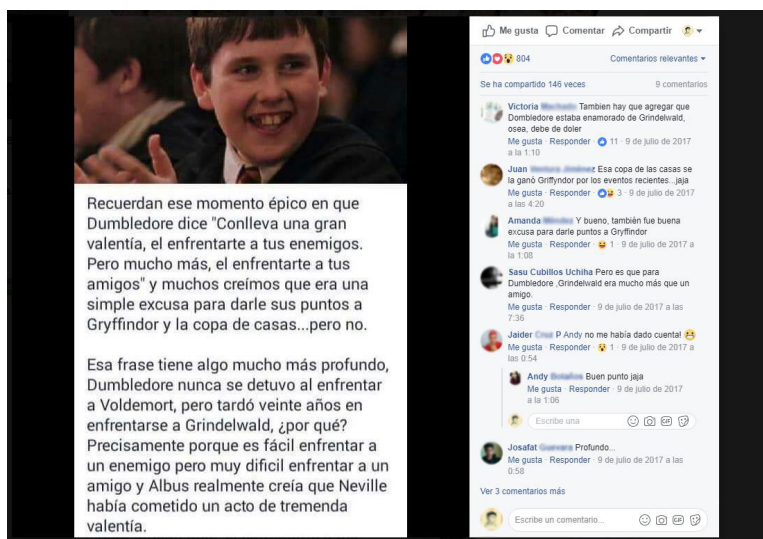 Recuerdan ese momento épico en que
Dumbledore dice "Conlleva una gran
valentía, el enfrentarte a tus enemigos.
Pero mucho más, el enfrentarte a tus
amigos" y muchos creímos que era una
simple excusa para darle sus puntos a
Gryffindor y la copa de casas...pero no.
Esa frase tiene algo mucho más profundo,
Dumbledore nunca se detuvo al enfrentar
a Voldemort, pero tardó veinte años en
enfrentarse a Grindelwald, ¿por qué?
Precisamente porque es fácil enfrentar a
un enemigo pero muy dificil enfrentar a un
amigo y Albus realmente creía que Neville
había cometido un acto de tremenda
valentía.
Me gusta Comentar Compartir
804 Comentarios relevantes
Se ha compartido 146 veces 9 comentarios
Victoria Tambien hay que agregar que
Dombledore estaba enamorado de Grindelwald,
osea, debe de doler
Me gusta · Responder · 11 · 9 de julio de 2017
a la 1:10
Juan Esa copa de las casas se
la ganó Griffyndor por los eventos recientes...jaja
Me gusta · Responder · 3 · 9 de julio de 2017
a las 4:20
Amanda Y bueno, también fue buena
excusa para darle puntos a Gryffindor
Me gusta · Responder · 1 · 9 de julio de 2017 a
la 1:08
Sasu Cubillos Uchiha Pero es que para
Dumbledore ,Grindelwald era mucho más que un
amigo.
Me gusta · Responder · 9 de julio de 2017 a las
7:36
Jaider P Andy no me había dado cuenta!
Me gusta · Responder · 1 · 9 de julio de 2017 a
las 0:54
Andy Buen punto jaja
Me gusta · Responder · 9 de julio de 2017
a la 1:06
Escribe una
GIF
Josafat Profundo...
Me gusta · Responder · 9 de julio de 2017 a las
0:58
Ver 3 comentarios más
Escribe un comentario...
GIF